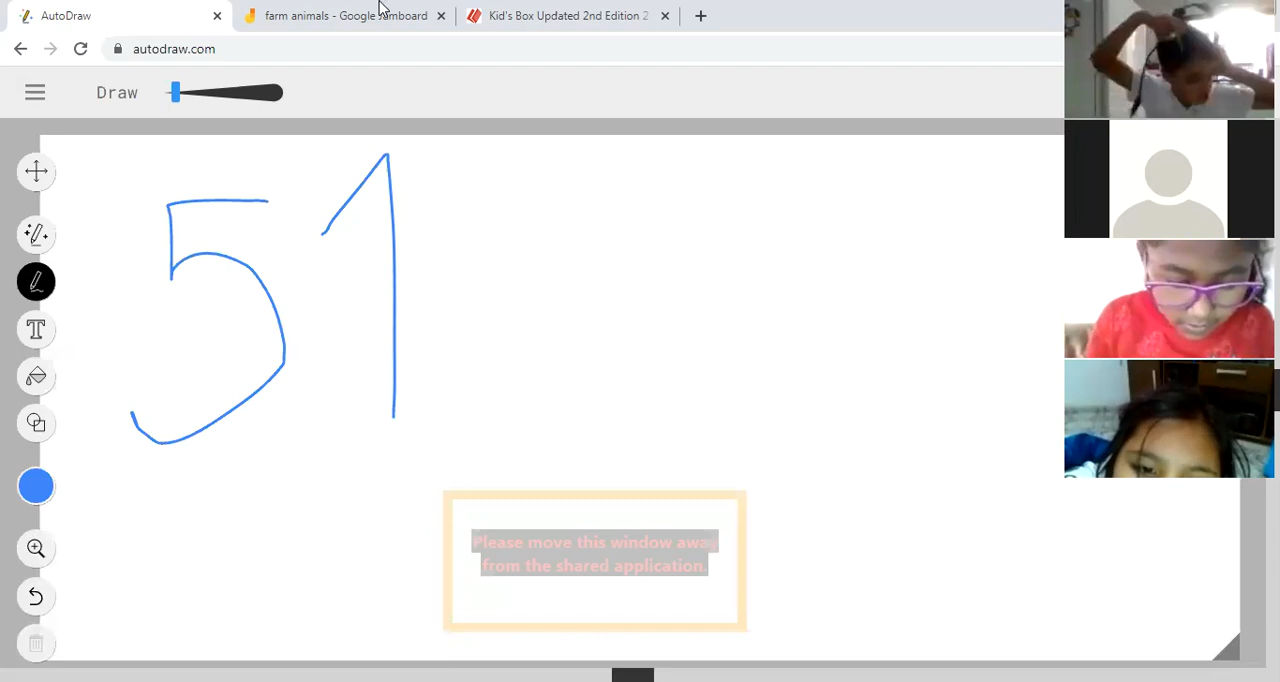 AutoDraw
farm animals - Google Jamboard
Kid's Box Updated 2nd Edition 2
autodraw.com
Draw
51
T
Please move this window away
from the shared application.